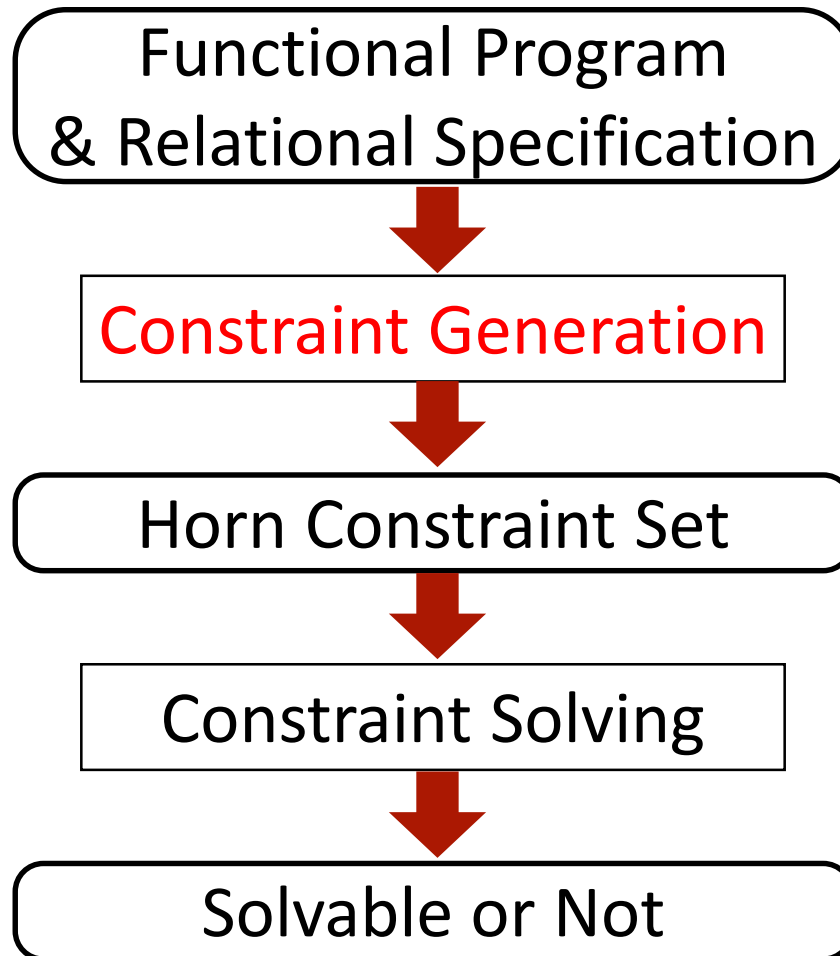 Functional Program
& Relational Specification
Constraint Generation
Horn Constraint Set
Constraint Solving
Solvable or Not